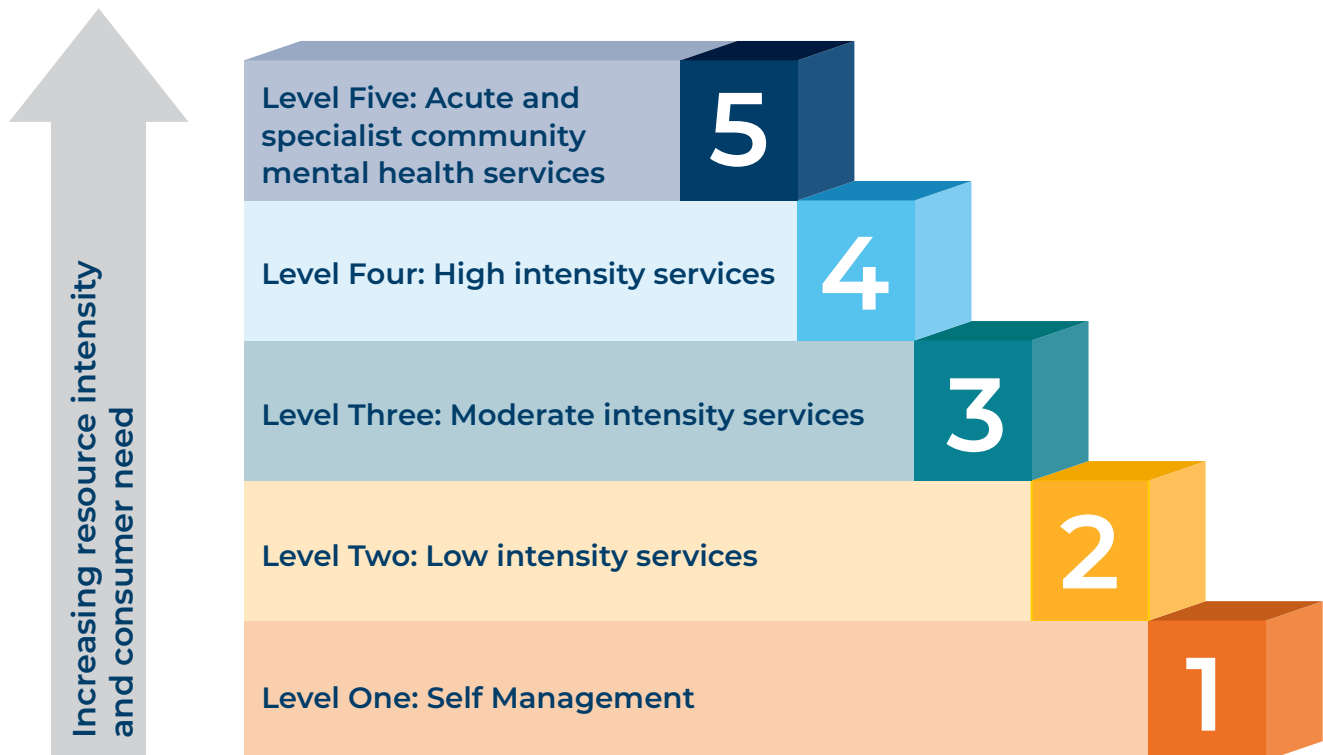 Increasing resource intensity
and consumer need
Level Five: Acute and
specialist community
mental health services
5
Level Four: High intensity services
4
Level Three: Moderate intensity services
3
Level Two: Low intensity services
2
Level One: Self Management
1